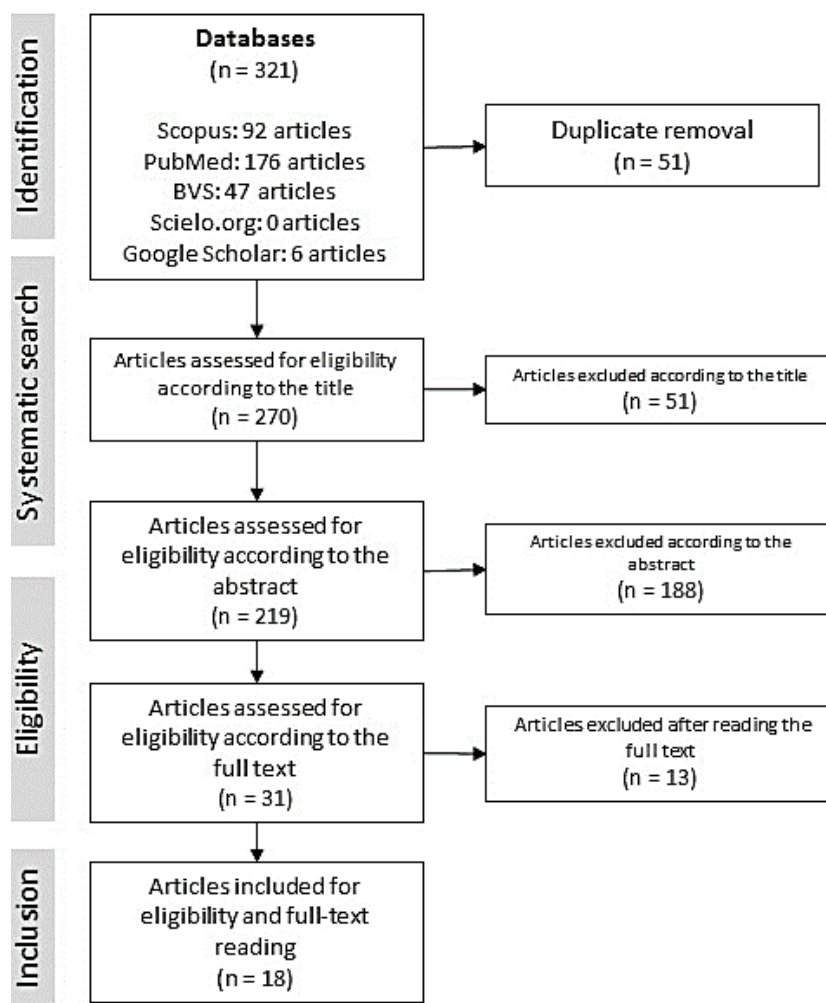 Identification
Databases
(n = 321)
Scopus: 92 articles
PubMed: 176 articles
BVS: 47 articles
Scielo.org: 0 articles
Google Scholar: 6 articles
Duplicate removal
(n = 51)
Systematic search
Articles assessed for eligibility
according to the title
(n = 270)
Articles excluded according to the title
(n = 51)
Articles assessed for
eligibility according to the
abstract
(n = 219)
Articles excluded according to the
abstract
(n = 188)
Eligibility
Articles assessed for
eligibility according to the
full text
(n = 31)
Articles excluded after reading the
full text
(n = 13)
Inclusion
Articles included for
eligibility and full-text
reading
(n = 18)